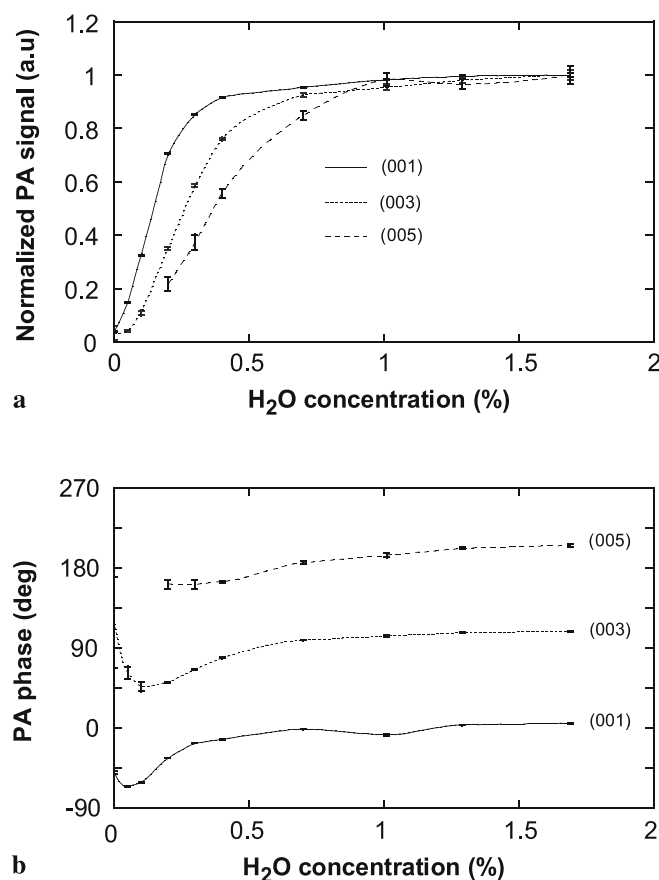 1.2
1
0.8
0.6
0.4
0.2
0
Normalized PA signal (a.u)
(001)
(003)
(005)
0 0.5 1 1.5 2
H2O concentration (%)
a
270
180
90
0
-90
PA phase (deg)
(005)
(003)
(001)
0 0.5 1 1.5 2
H2O concentration (%)
b